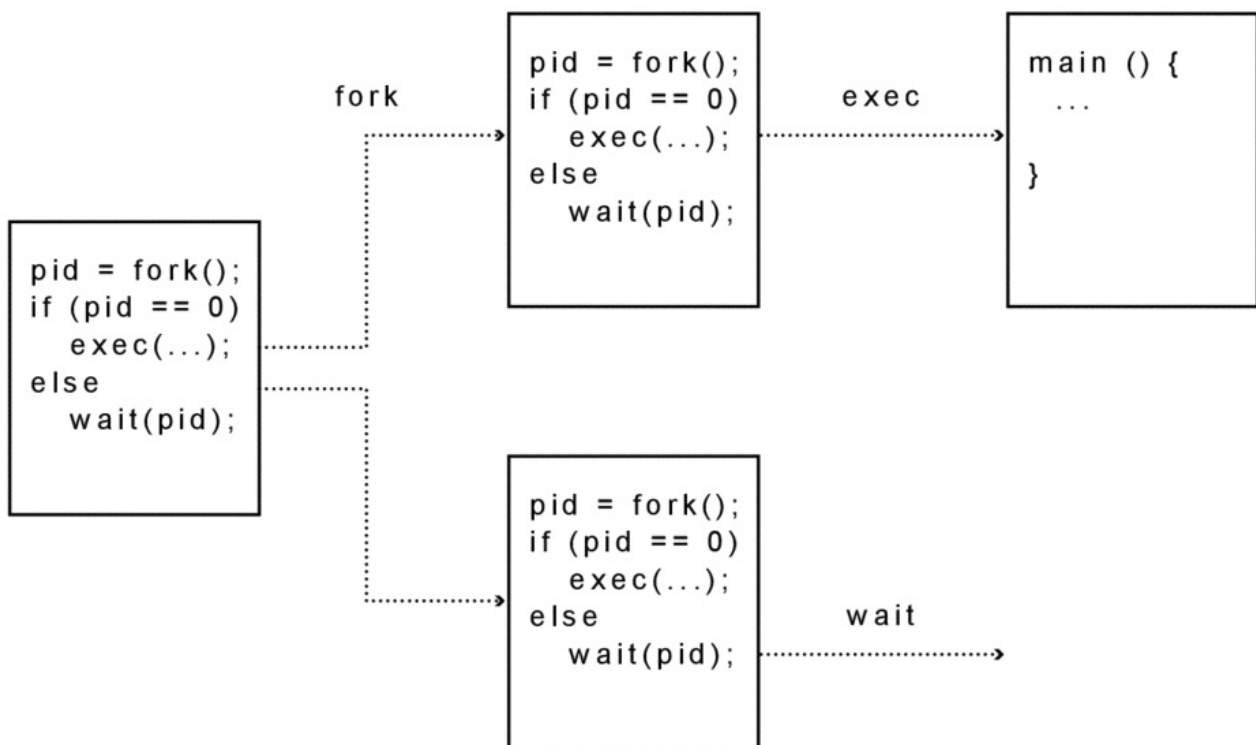 fork
pid = fork();
if (pid == 0)
exec(...);
else
wait(pid);
exec
main () {
...
}
pid = fork();
if (pid == 0)
exec(...);
else
wait(pid);
pid = fork();
if (pid == 0)
exec(...);
else
wait(pid);
wait